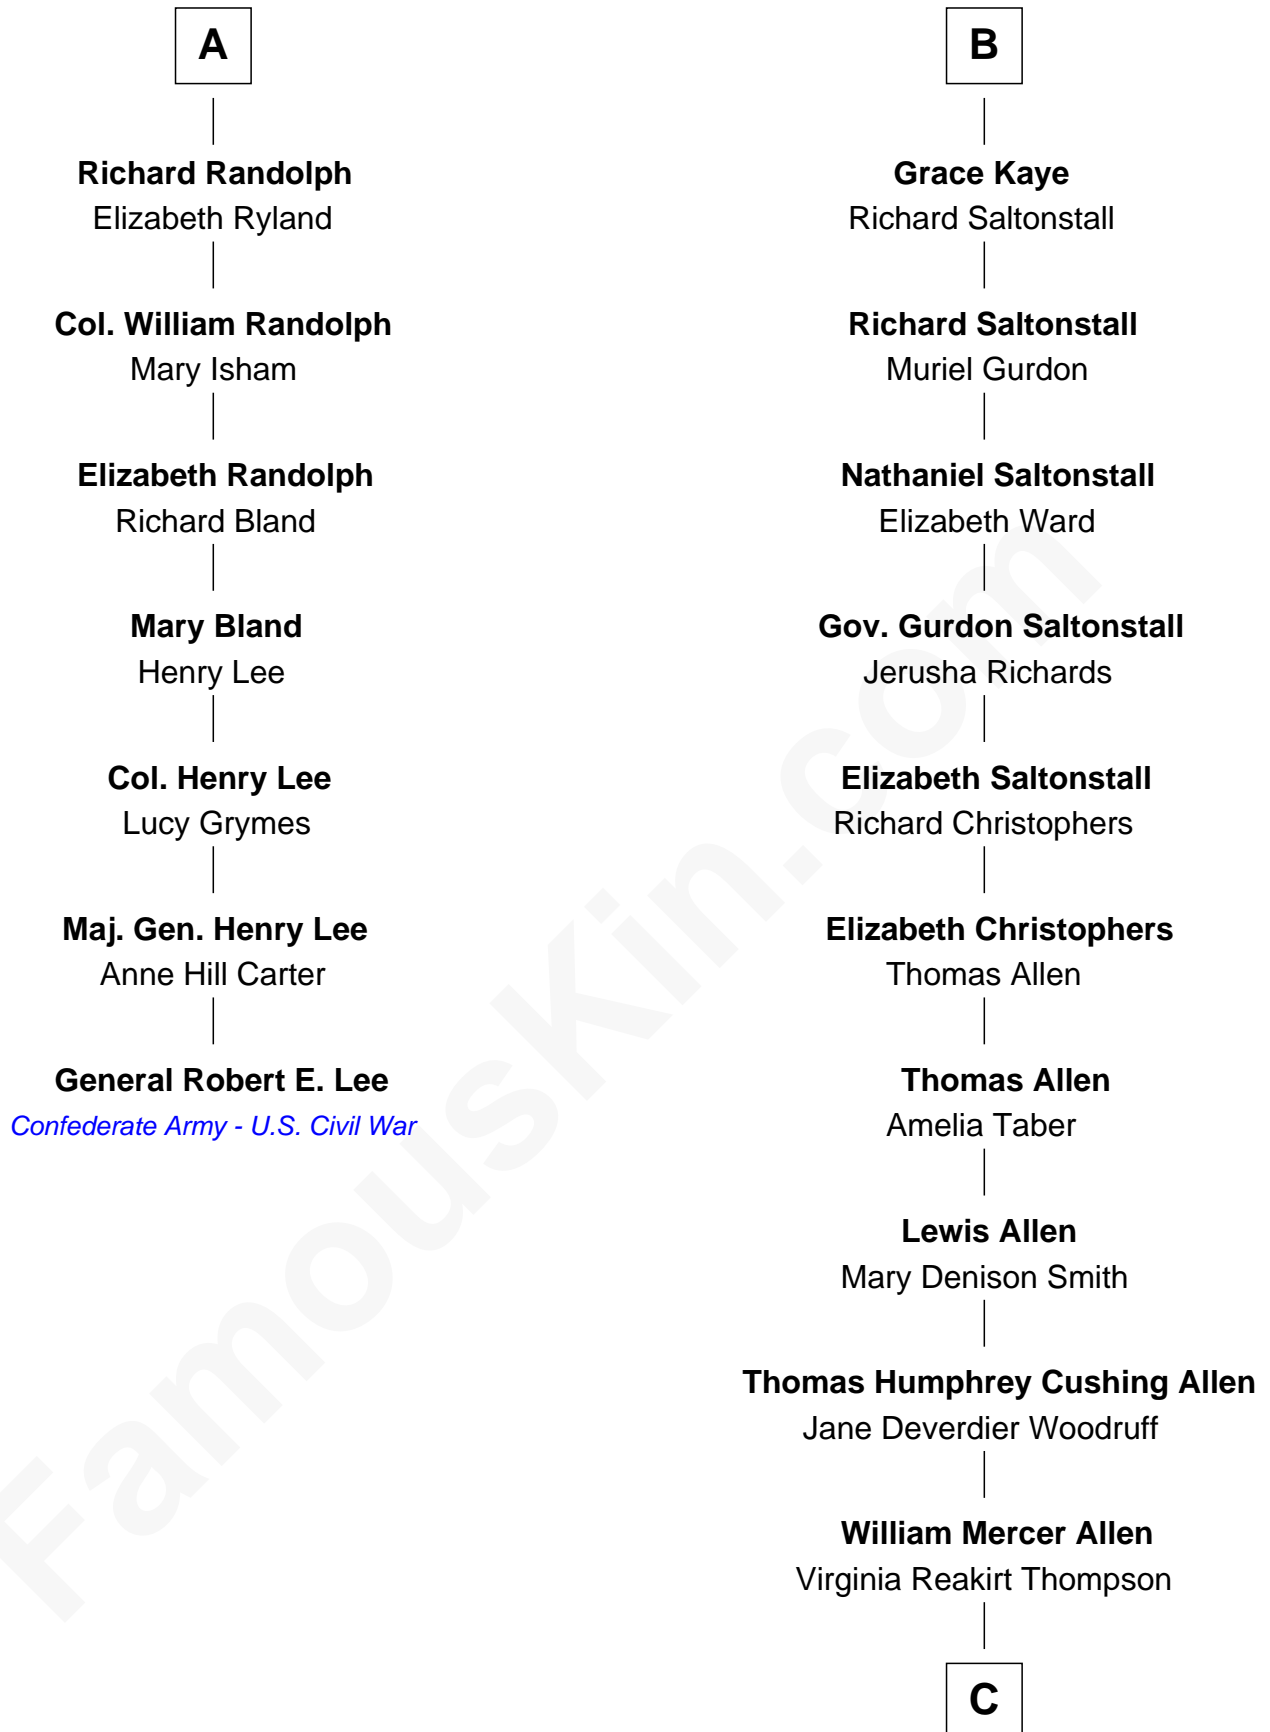 A
Richard Randolph
Elizabeth Ryland
Col. William Randolph
Mary Isham
Elizabeth Randolph
Richard Bland
Mary Bland
Henry Lee
Col. Henry Lee
Lucy Grymes
Maj. Gen. Henry Lee
Anne Hill Carter
General Robert E. Lee
Confederate Army - U.S. Civil War
B
Grace Kaye
Richard Saltonstall
Richard Saltonstall
Muriel Gurdon
Nathaniel Saltonstall
Elizabeth Ward
Gov. Gurdon Saltonstall
Jerusha Richards
Elizabeth Saltonstall
Richard Christophers
Elizabeth Christophers
Thomas Allen
Thomas Allen
Amelia Taber
Lewis Allen
Mary Denison Smith
Thomas Humphrey Cushing Allen
Jane Deverdier Woodruff
William Mercer Allen
Virginia Reakirt Thompson
C
FamousKin.com